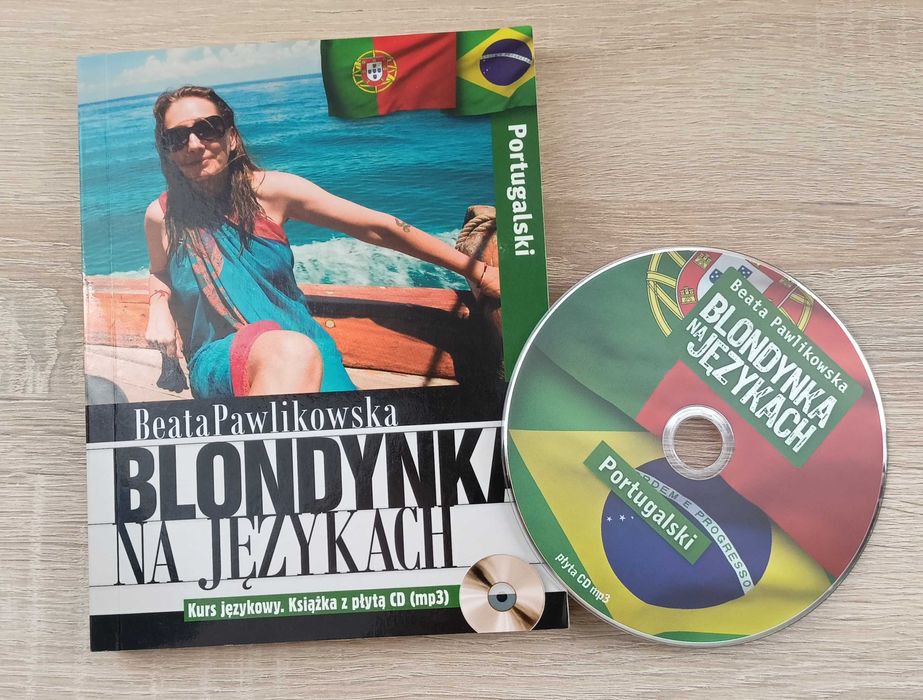 Portugalski
Beata Pawlikowska
BLONDYNKA
NA JĘZYKACH
Kurs językowy. Książka z płytą CD (mp3)
Beata Pawlikowska
BLONDYNKA
NA
JĘZYKACH
Portugalski
RDEM E PROGRESSO
płyta CD mp3